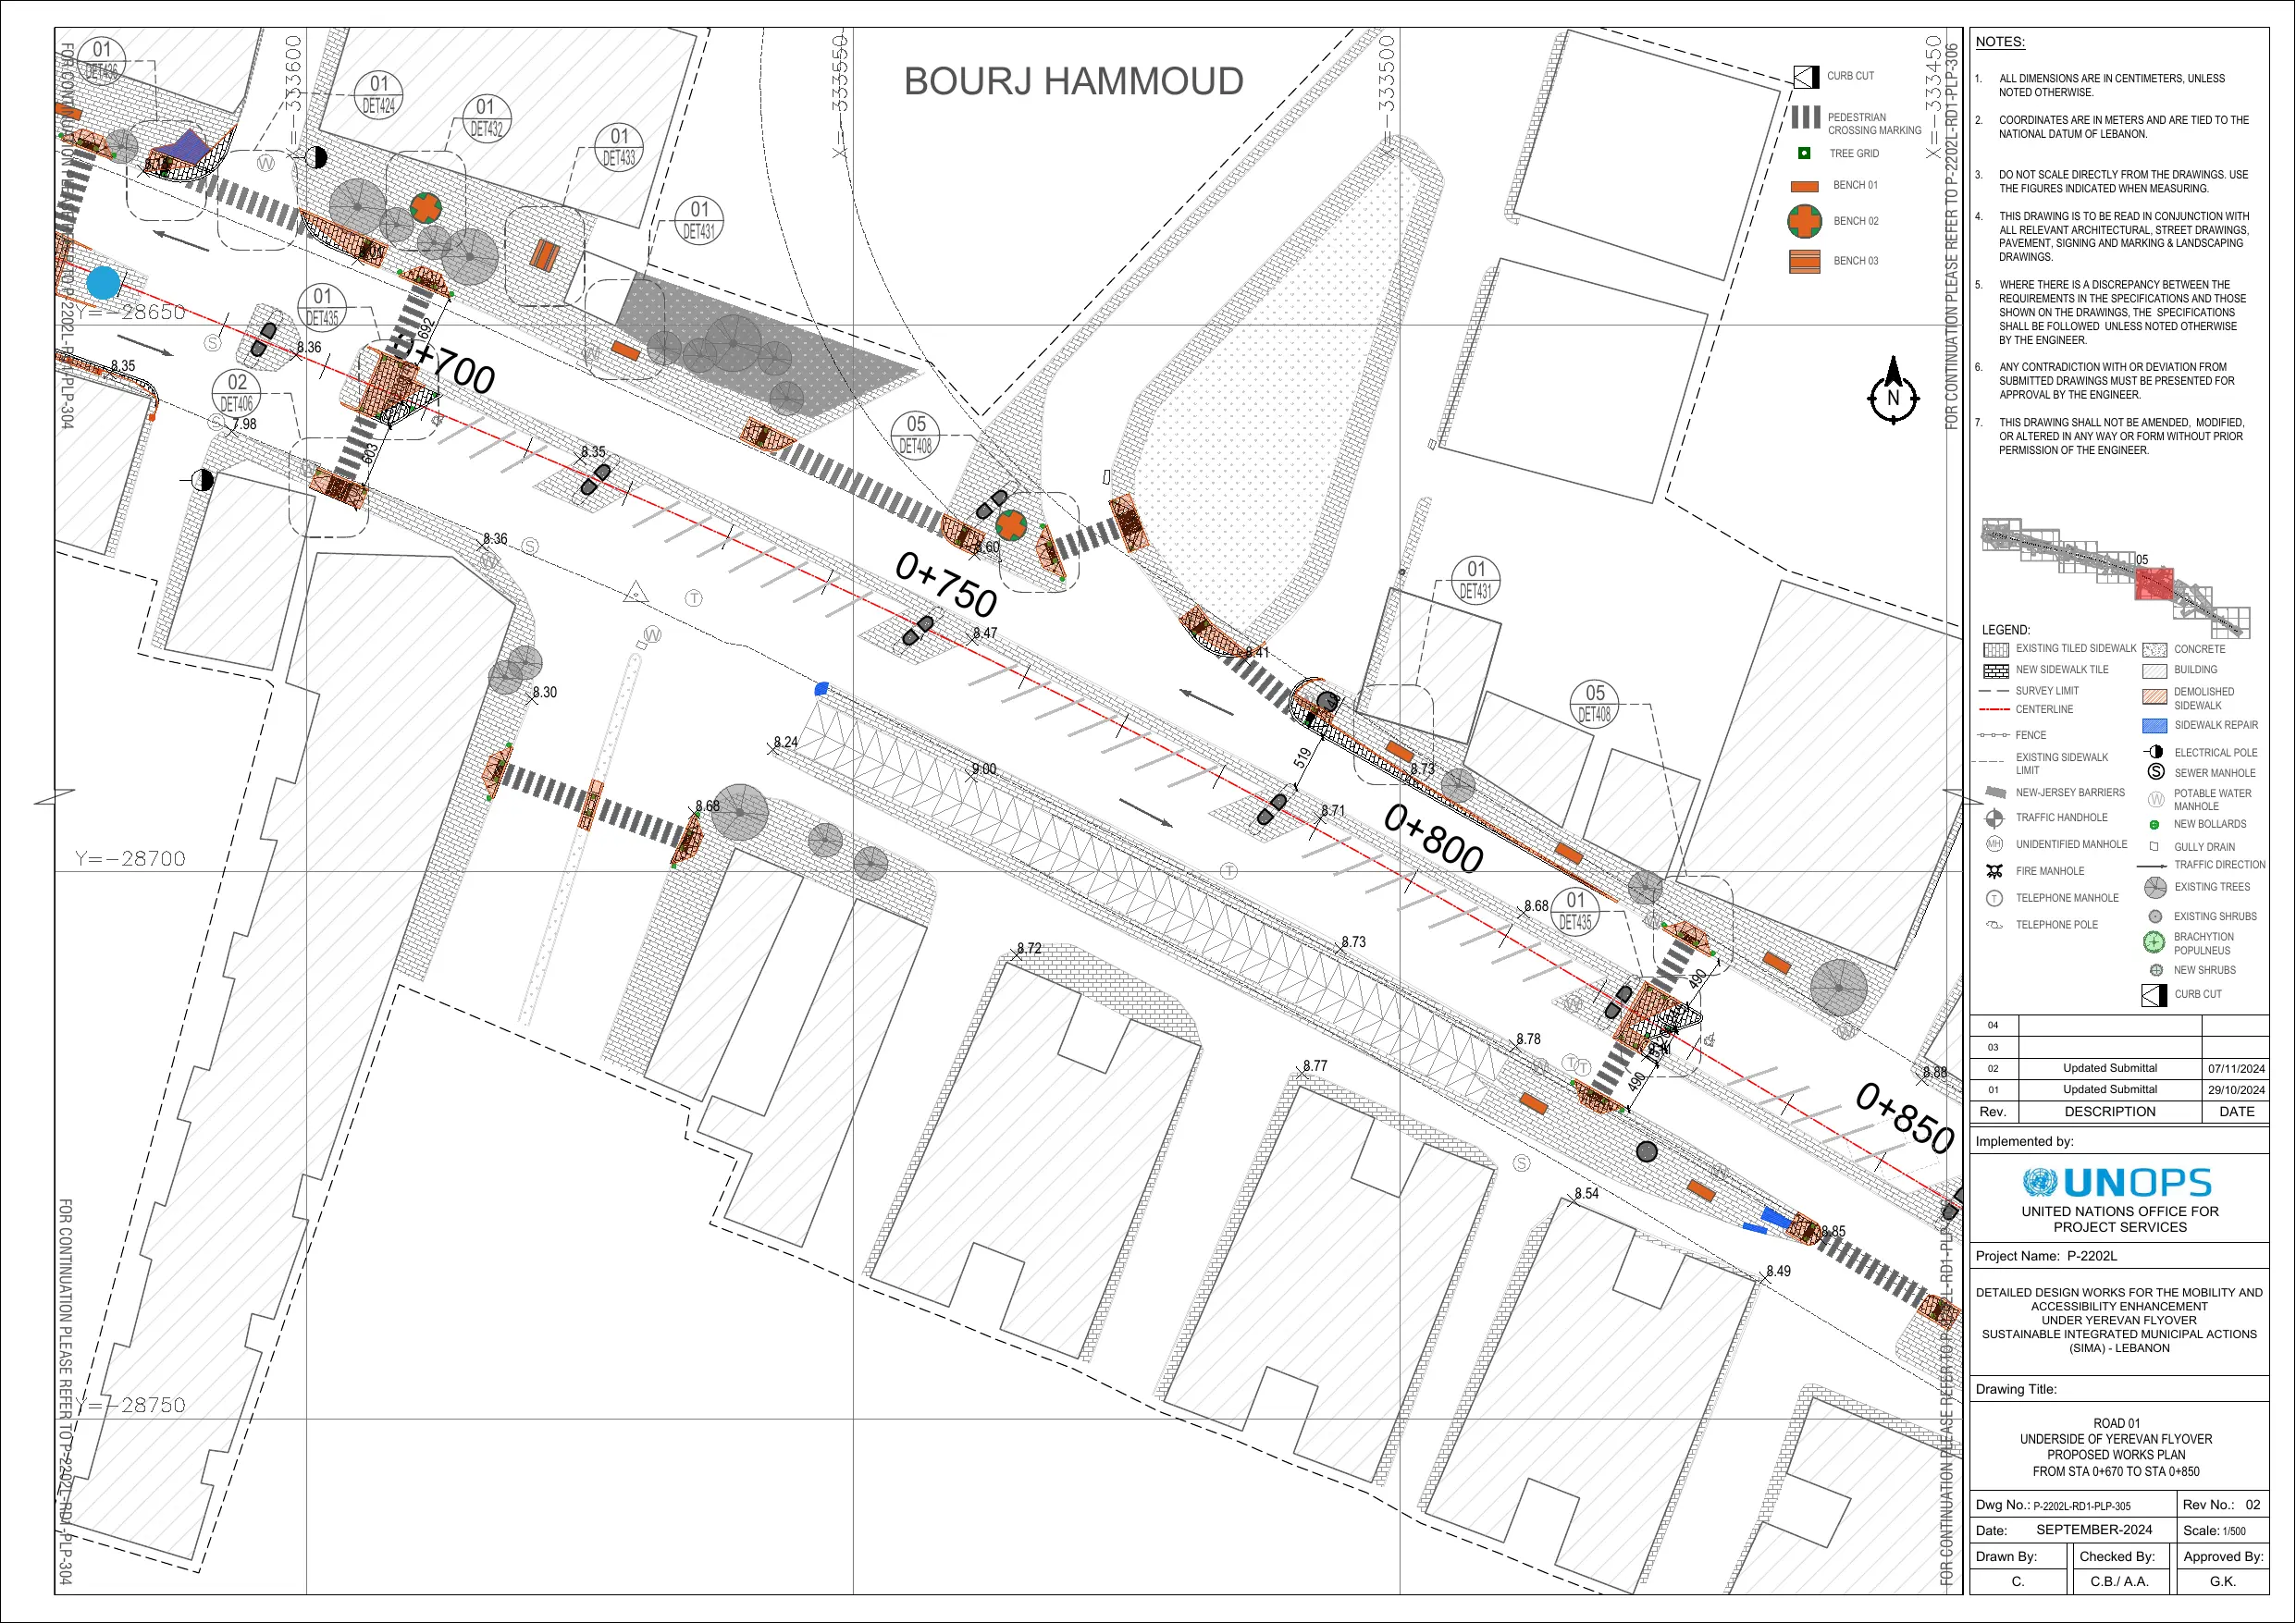 BOURJ HAMMOUD
FOR CONTINUATION PLEASE REFER TO P-2202L-RD1-PLP-304
FOR CONTINUATION PLEASE REFER TO P-2202L-RD1-PLP-304
FOR CONTINUATION PLEASE REFER TO P-2202L-RD1-PLP-306
FOR CONTINUATION PLEASE REFER TO P-2202L-RD1-PLP-306
X=-333600
X=-333550
X=-333500
X=-333450
Y=-28650
Y=-28700
Y=-28750
01
DET436
01
DET424
01
DET432
01
DET433
01
DET431
01
DET435
02
DET406
05
DET408
01
DET431
05
DET408
01
DET435
0+700
0+750
0+800
0+850
8.36
8.35
7.98
692
603
8.35
8.36
8.60
8.47
8.41
8.30
8.24
9.00
8.68
519
8.73
8.71
8.68
8.72
8.73
8.78
8.77
490
490
8.88
8.54
8.85
8.49
CURB CUT
PEDESTRIAN
CROSSING MARKING
TREE GRID
BENCH 01
BENCH 02
BENCH 03
N
NOTES:
1. ALL DIMENSIONS ARE IN CENTIMETERS, UNLESS
NOTED OTHERWISE.
2. COORDINATES ARE IN METERS AND ARE TIED TO THE
NATIONAL DATUM OF LEBANON.
3. DO NOT SCALE DIRECTLY FROM THE DRAWINGS. USE
THE FIGURES INDICATED WHEN MEASURING.
4. THIS DRAWING IS TO BE READ IN CONJUNCTION WITH
ALL RELEVANT ARCHITECTURAL, STREET DRAWINGS,
PAVEMENT, SIGNING AND MARKING & LANDSCAPING
DRAWINGS.
5. WHERE THERE IS A DISCREPANCY BETWEEN THE
REQUIREMENTS IN THE SPECIFICATIONS AND THOSE
SHOWN ON THE DRAWINGS, THE SPECIFICATIONS
SHALL BE FOLLOWED UNLESS NOTED OTHERWISE
BY THE ENGINEER.
6. ANY CONTRADICTION WITH OR DEVIATION FROM
SUBMITTED DRAWINGS MUST BE PRESENTED FOR
APPROVAL BY THE ENGINEER.
7. THIS DRAWING SHALL NOT BE AMENDED, MODIFIED,
OR ALTERED IN ANY WAY OR FORM WITHOUT PRIOR
PERMISSION OF THE ENGINEER.
05
LEGEND:
EXISTING TILED SIDEWALK
NEW SIDEWALK TILE
SURVEY LIMIT
CENTERLINE
FENCE
EXISTING SIDEWALK
LIMIT
NEW-JERSEY BARRIERS
TRAFFIC HANDHOLE
UNIDENTIFIED MANHOLE
FIRE MANHOLE
TELEPHONE MANHOLE
TELEPHONE POLE
CONCRETE
BUILDING
DEMOLISHED
SIDEWALK
SIDEWALK REPAIR
ELECTRICAL POLE
SEWER MANHOLE
POTABLE WATER
MANHOLE
NEW BOLLARDS
GULLY DRAIN
TRAFFIC DIRECTION
EXISTING TREES
EXISTING SHRUBS
BRACHYTION
POPULNEUS
NEW SHRUBS
CURB CUT
04
03
02 Updated Submittal 07/11/2024
01 Updated Submittal 29/10/2024
Rev. DESCRIPTION DATE
Implemented by:
UNOPS
UNITED NATIONS OFFICE FOR
PROJECT SERVICES
Project Name: P-2202L
DETAILED DESIGN WORKS FOR THE MOBILITY AND
ACCESSIBILITY ENHANCEMENT
UNDER YEREVAN FLYOVER
SUSTAINABLE INTEGRATED MUNICIPAL ACTIONS
(SIMA) - LEBANON
Drawing Title:
ROAD 01
UNDERSIDE OF YEREVAN FLYOVER
PROPOSED WORKS PLAN
FROM STA 0+670 TO STA 0+850
Dwg No.: P-2202L-RD1-PLP-305 Rev No.: 02
Date: SEPTEMBER-2024 Scale: 1/500
Drawn By: Checked By: Approved By:
C. C.B./ A.A. G.K.